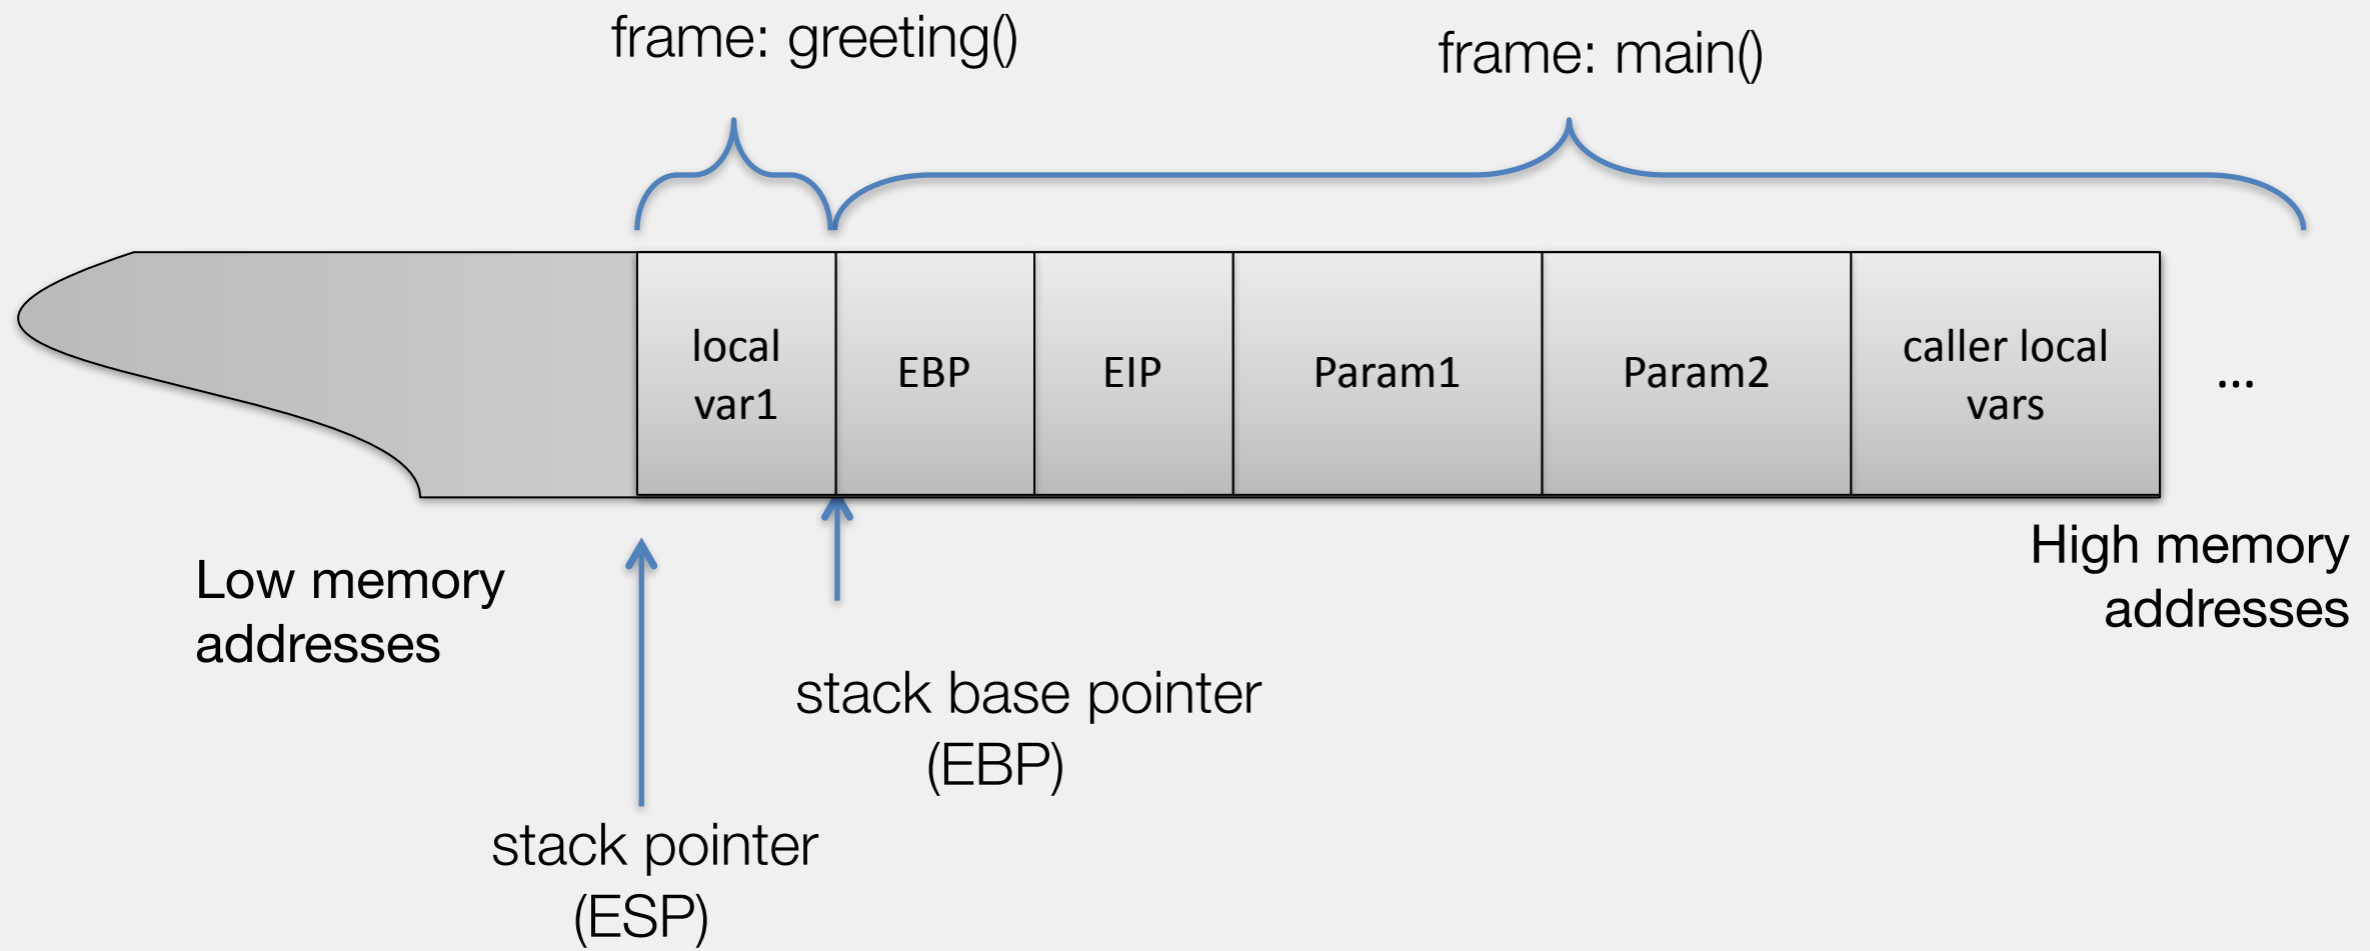 frame: greeting()
frame: main()
local
var1
EBP
EIP
Param1
Param2
caller local
vars
...
Low memory
addresses
High memory
addresses
stack base pointer
(EBP)
stack pointer
(ESP)